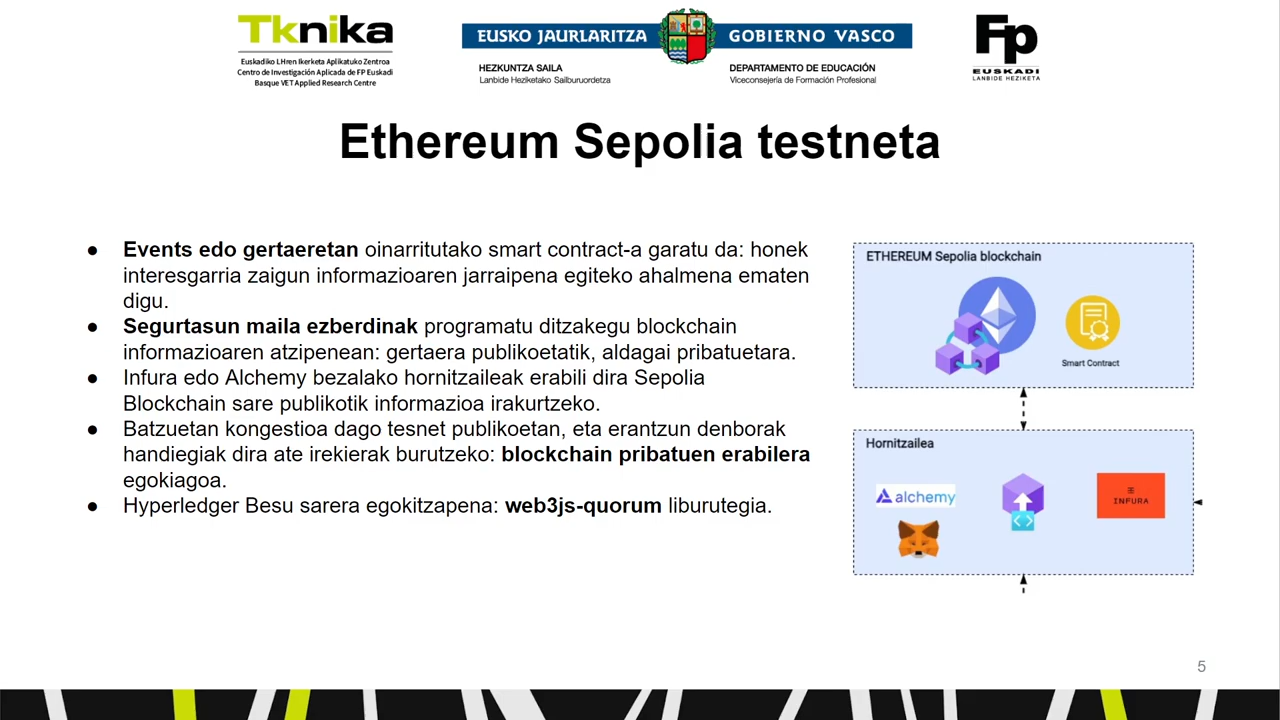 Tknika
Euskadiko LHren Ikerketa Aplikatuko Zentroa
Centro de Investigación Aplicada de FP Euskadi
Basque VET Applied Research Centre
EUSKO JAURLARITZA
GOBIERNO VASCO
HEZKUNTZA SAILA
Lanbide Heziketako Sailburuordetza
DEPARTAMENTO DE EDUCACIÓN
Viceconsejería de Formación Profesional
Fp
EUSKADI
LANBIDE HEZIKETA
Ethereum Sepolia testneta
● Events edo gertaeretan oinarritutako smart contract-a garatu da: honek
interesgarria zaigun informazioaren jarraipena egiteko ahalmena ematen
digu.
● Segurtasun maila ezberdinak programatu ditzakegu blockchain
informazioaren atzipenean: gertaera publikoetatik, aldagai pribatuetara.
● Infura edo Alchemy bezalako hornitzaileak erabili dira Sepolia
Blockchain sare publikotik informazioa irakurtzeko.
● Batzuetan kongestioa dago tesnet publikoetan, eta erantzun denborak
handiegiak dira ate irekierak burutzeko: blockchain pribatuen erabilera
egokiagoa.
● Hyperledger Besu sarera egokitzapena: web3js-quorum liburutegia.
ETHEREUM Sepolia blockchain
Smart Contract
Hornitzailea
alchemy
INFURA
5